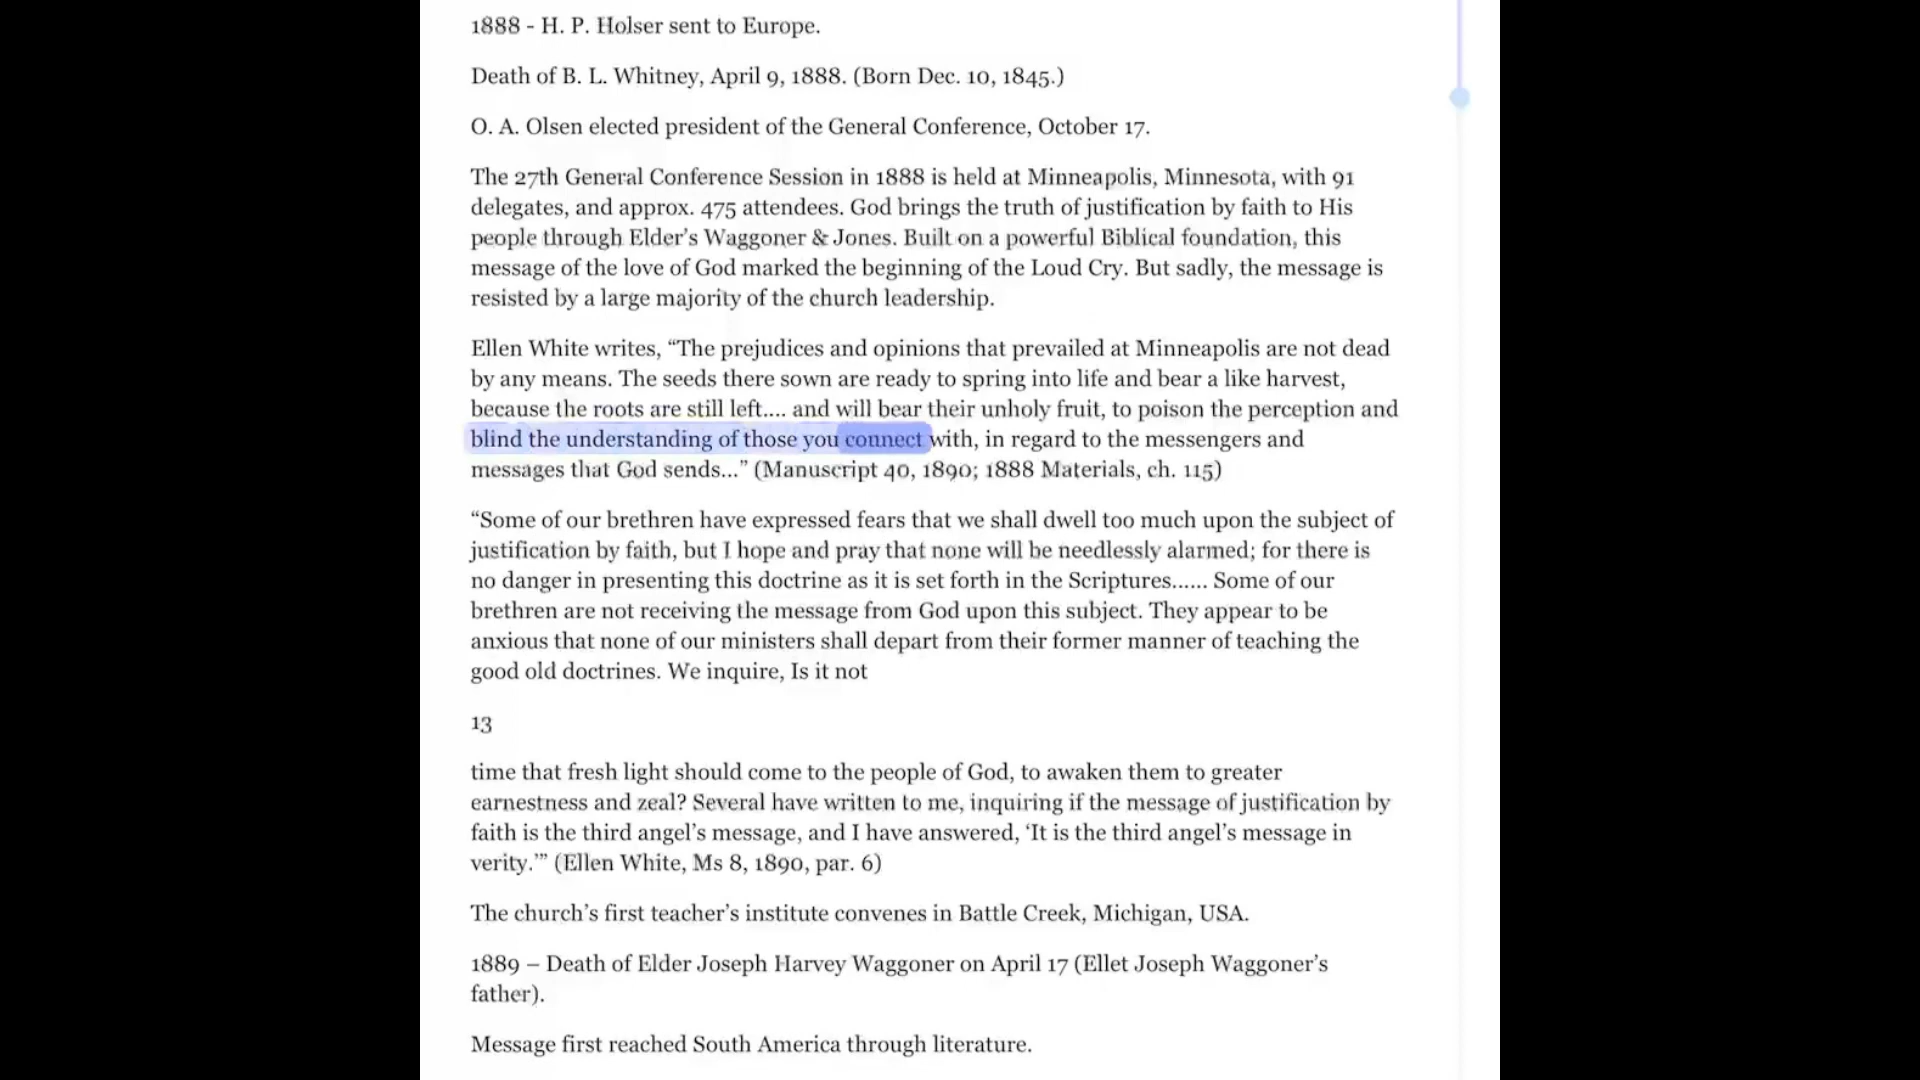 1888 - H. P. Holser sent to Europe.
Death of B. L. Whitney, April 9, 1888. (Born Dec. 10, 1845.)
O. A. Olsen elected president of the General Conference, October 17.
The 27th General Conference Session in 1888 is held at Minneapolis, Minnesota, with 91
delegates, and approx. 475 attendees. God brings the truth of justification by faith to His
people through Elder’s Waggoner & Jones. Built on a powerful Biblical foundation, this
message of the love of God marked the beginning of the Loud Cry. But sadly, the message is
resisted by a large majority of the church leadership.
Ellen White writes, “The prejudices and opinions that prevailed at Minneapolis are not dead
by any means. The seeds there sown are ready to spring into life and bear a like harvest,
because the roots are still left.... and will bear their unholy fruit, to poison the perception and
blind the understanding of those you connect with, in regard to the messengers and
messages that God sends...” (Manuscript 40, 1890; 1888 Materials, ch. 115)
“Some of our brethren have expressed fears that we shall dwell too much upon the subject of
justification by faith, but I hope and pray that none will be needlessly alarmed; for there is
no danger in presenting this doctrine as it is set forth in the Scriptures...... Some of our
brethren are not receiving the message from God upon this subject. They appear to be
anxious that none of our ministers shall depart from their former manner of teaching the
good old doctrines. We inquire, Is it not
13
time that fresh light should come to the people of God, to awaken them to greater
earnestness and zeal? Several have written to me, inquiring if the message of justification by
faith is the third angel’s message, and I have answered, ‘It is the third angel’s message in
verity.’” (Ellen White, Ms 8, 1890, par. 6)
The church’s first teacher’s institute convenes in Battle Creek, Michigan, USA.
1889 – Death of Elder Joseph Harvey Waggoner on April 17 (Ellet Joseph Waggoner’s
father).
Message first reached South America through literature.